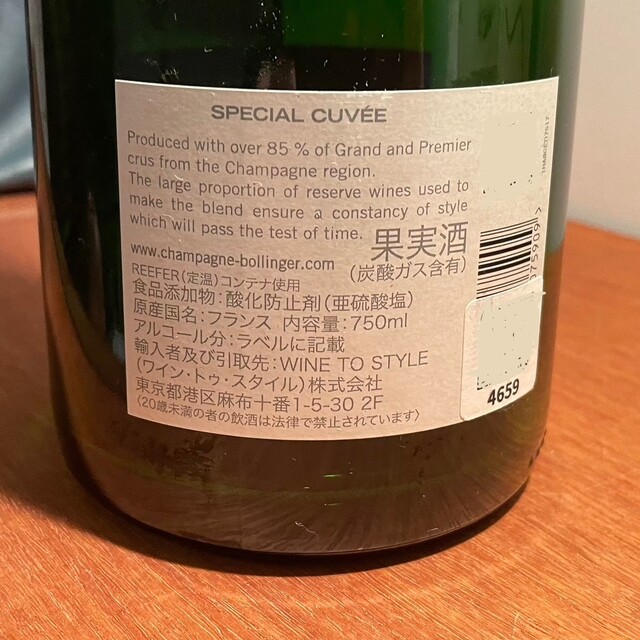 SPECIAL CUVÉE
Produced with over 85 % of Grand and Premier
crus from the Champagne region.
The large proportion of reserve wines used to
make the blend ensure a constancy of style
which will pass the test of time.
果実酒
www.champagne-bollinger.com
(炭酸ガス含有)
REEFER(定温)コンテナ使用
食品添加物:酸化防止剤(亜硫酸塩)
原産国名:フランス 内容量:750ml
アルコール分:ラベルに記載
輸入者及び引取先:WINE TO STYLE
(ワイン・トゥ・スタイル)株式会社
東京都港区麻布十番1-5-30 2F
〈20歳未満の者の飲酒は法律で禁止されています〉
759091>
4659